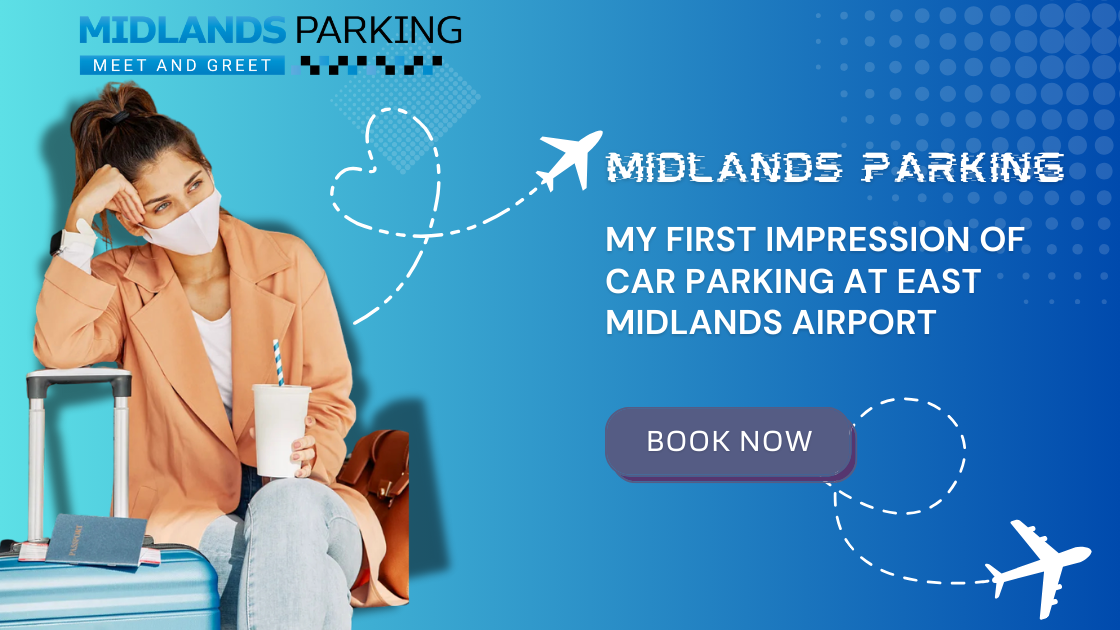 MIDLANDS PARKING
MEET AND GREET
MIDLANDS PARKING
MY FIRST IMPRESSION OF
CAR PARKING AT EAST
MIDLANDS AIRPORT
BOOK NOW
PASSPORT